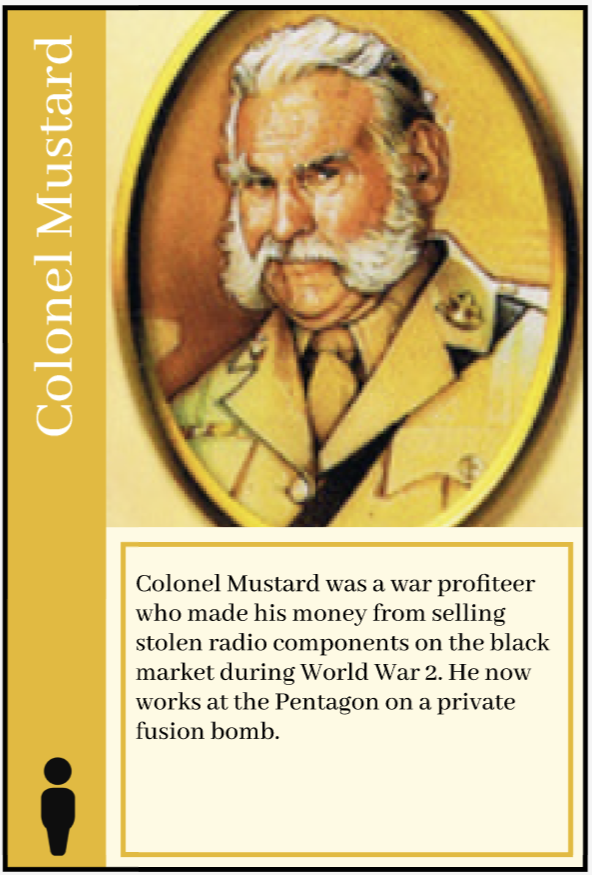 Colonel Mustard
Colonel Mustard was a war profiteer
who made his money from selling
stolen radio components on the black
market during World War 2. He now
works at the Pentagon on a private
fusion bomb.